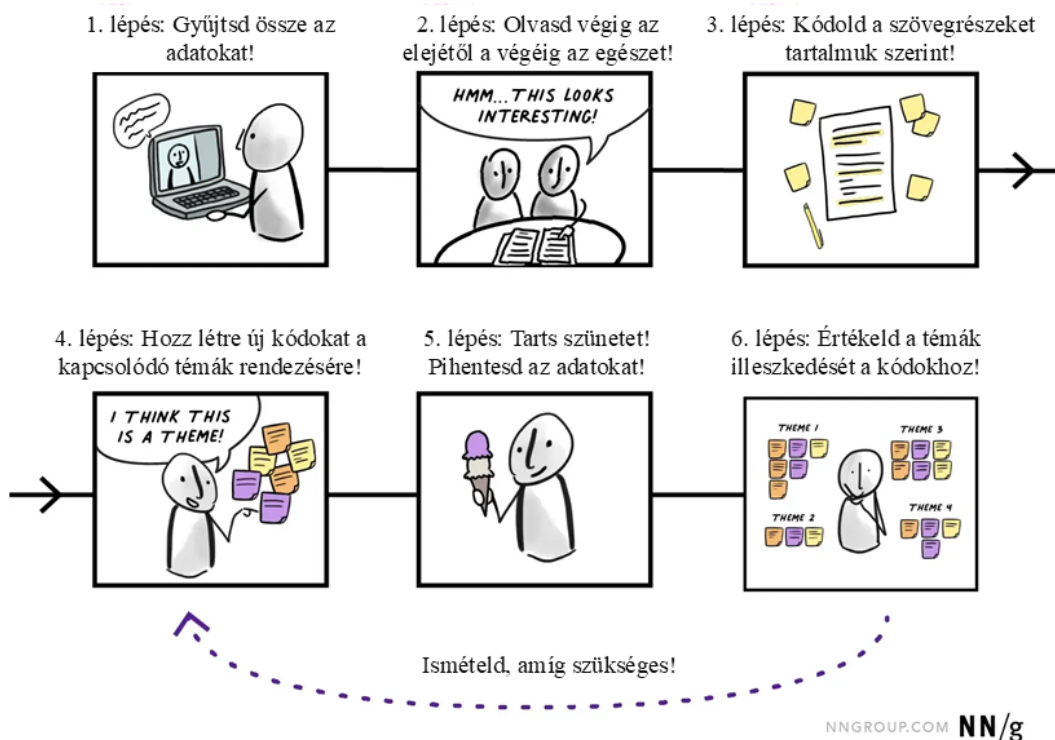 1. lépés: Gyűjtsd össze az
adatokat!
2. lépés: Olvasd végig az
elejétől a végéig az egészet!
3. lépés: Kódold a szövegrészeket
tartalmuk szerint!
HMM...THIS LOOKS
INTERESTING!
4. lépés: Hozz létre új kódokat a
kapcsolódó témák rendezésére!
5. lépés: Tarts szünetet!
Pihentesd az adatokat!
6. lépés: Értékeld a témák
illeszkedését a kódokhoz!
I THINK THIS
IS A THEME!
THEME 1
THEME 3
THEME 2
THEME 4
Ismételd, amíg szükséges!
NNGROUP.COM NN/g